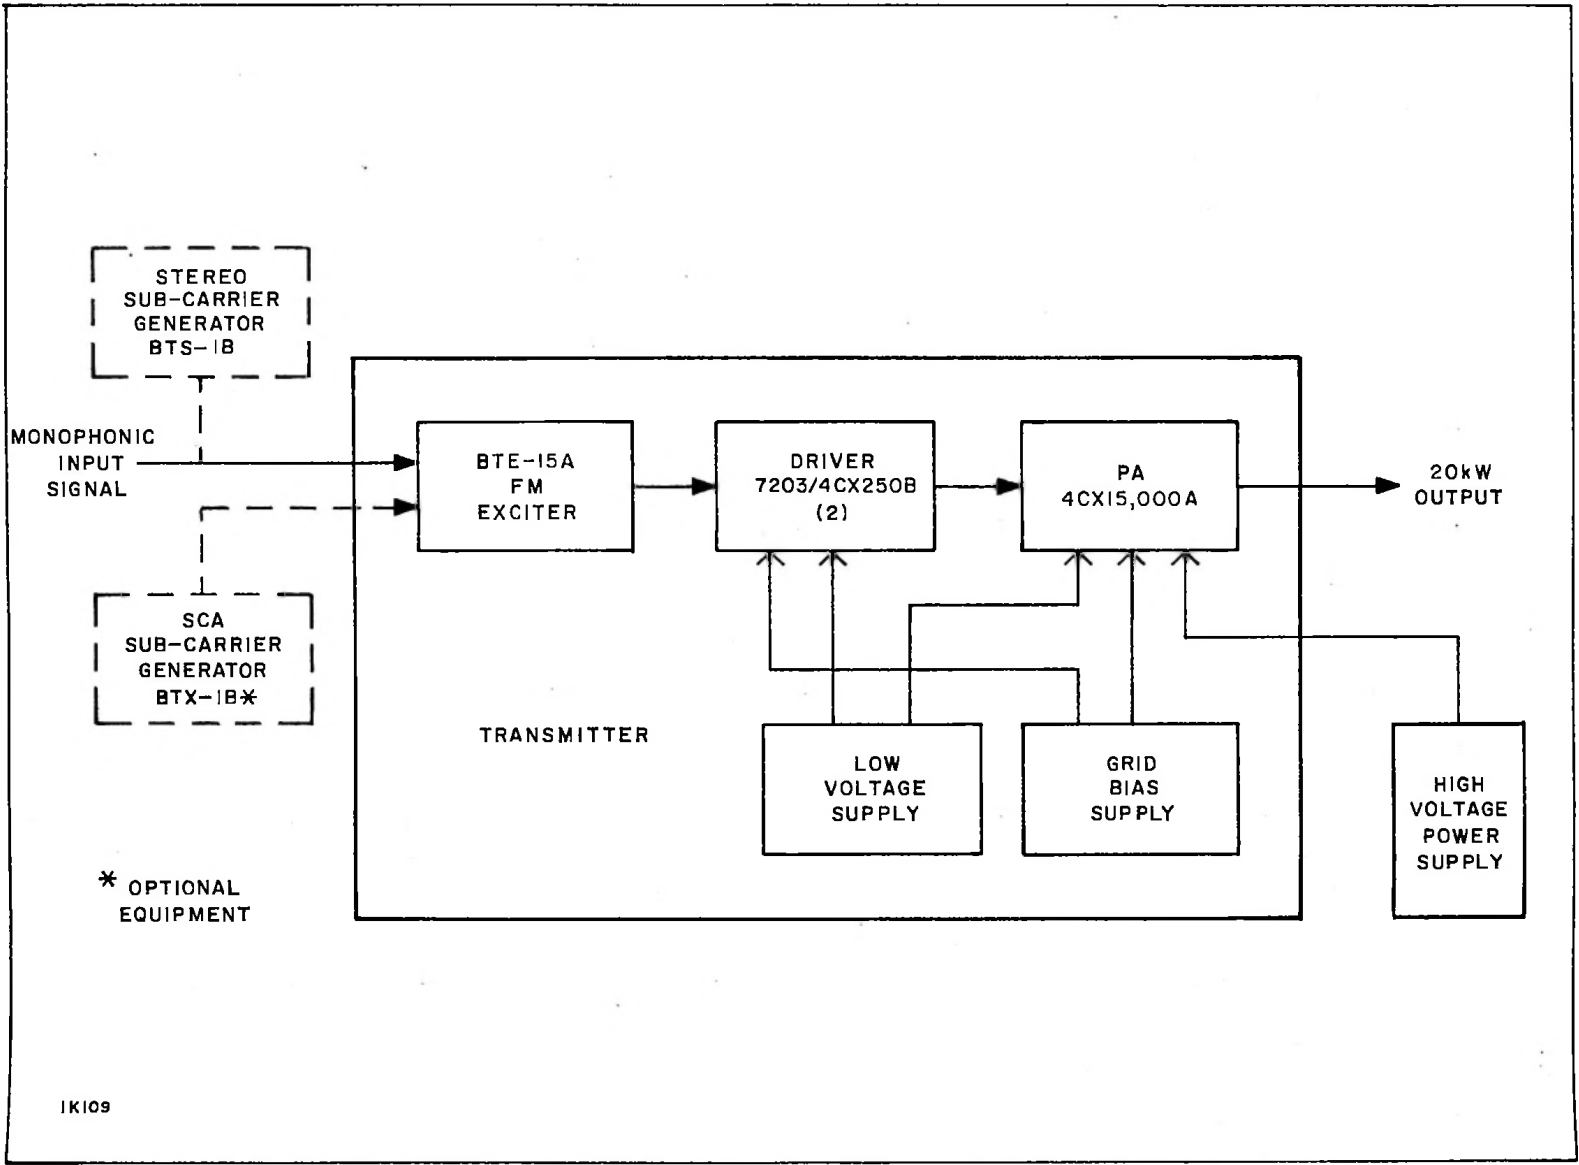 STEREO
SUB-CARRIER
GENERATOR
BTS-1B
MONOPHONIC
INPUT
SIGNAL
BTE-15A
FM
EXCITER
DRIVER
7203/4CX250B
(2)
PA
4CX15,000A
20kW
OUTPUT
SCA
SUB-CARRIER
GENERATOR
BTX-1B*
TRANSMITTER
LOW
VOLTAGE
SUPPLY
GRID
BIAS
SUPPLY
HIGH
VOLTAGE
POWER
SUPPLY
* OPTIONAL
EQUIPMENT
1K109